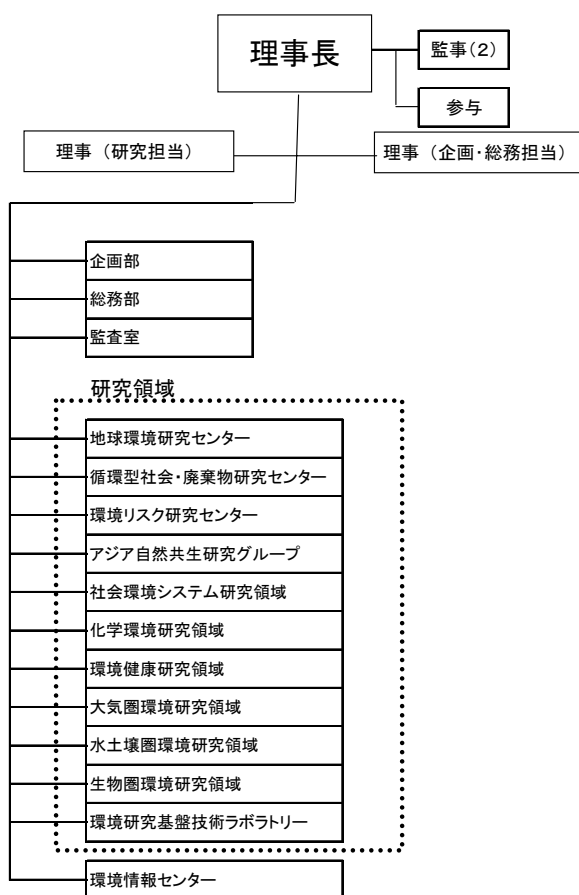 理事長
監事(2)
参与
理事 (研究担当)
理事 (企画・総務担当)
企画部
総務部
監査室
研究領域
地球環境研究センター
循環型社会・廃棄物研究センター
環境リスク研究センター
アジア自然共生研究グループ
社会環境システム研究領域
化学環境研究領域
環境健康研究領域
大気圏環境研究領域
水土壌圏環境研究領域
生物圏環境研究領域
環境研究基盤技術ラボラトリー
環境情報センター